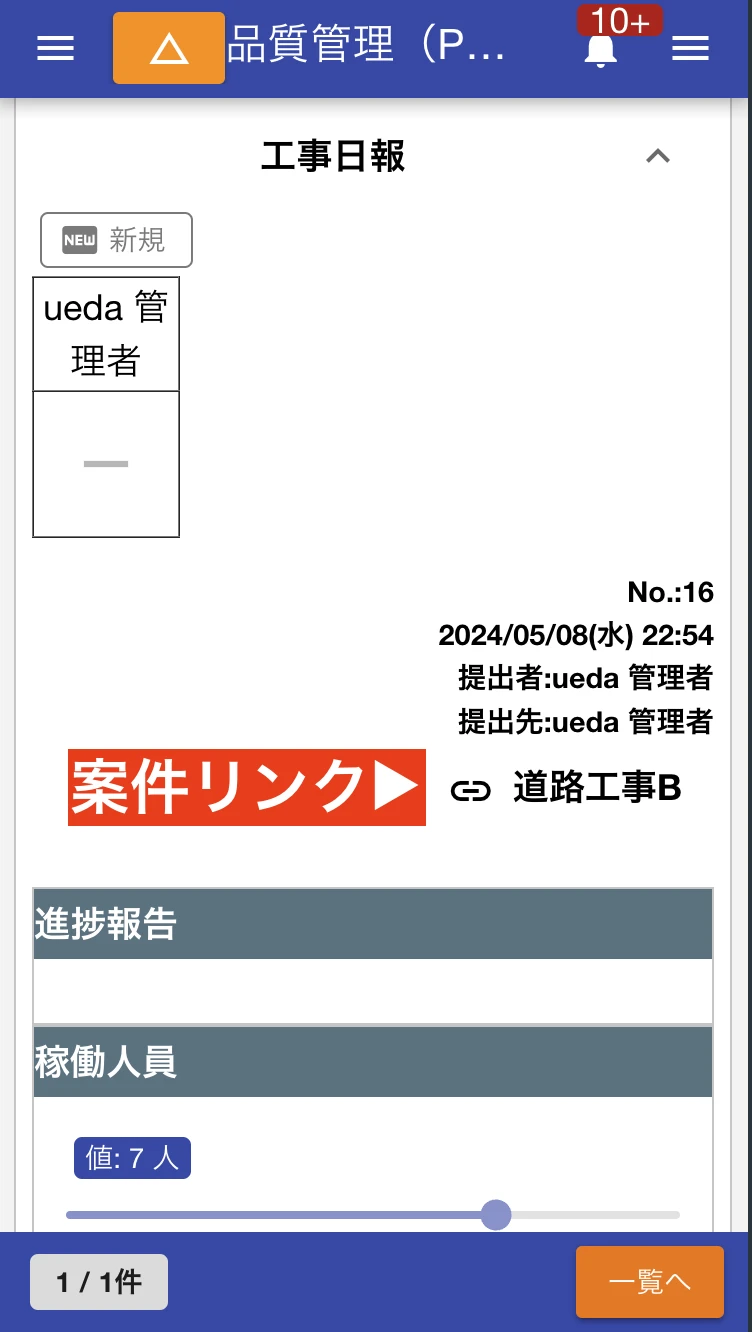 品質管理（P...
10+
工事日報
NEW 新規
ueda 管
理者
No.:16
2024/05/08(水) 22:54
提出者:ueda 管理者
提出先:ueda 管理者
案件リンク▶ 道路工事B
進捗報告
稼働人員
値: 7 人
1 / 1件
一覧へ